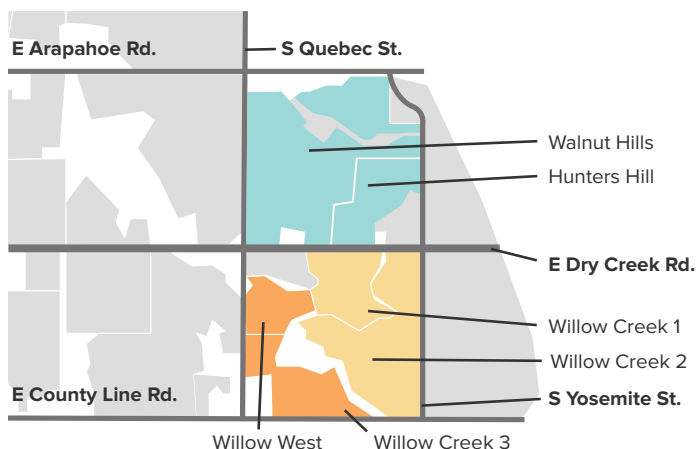 E Arapahoe Rd.
S Quebec St.
Walnut Hills
Hunters Hill
E Dry Creek Rd.
Willow Creek 1
Willow Creek 2
E County Line Rd.
S Yosemite St.
Willow West
Willow Creek 3